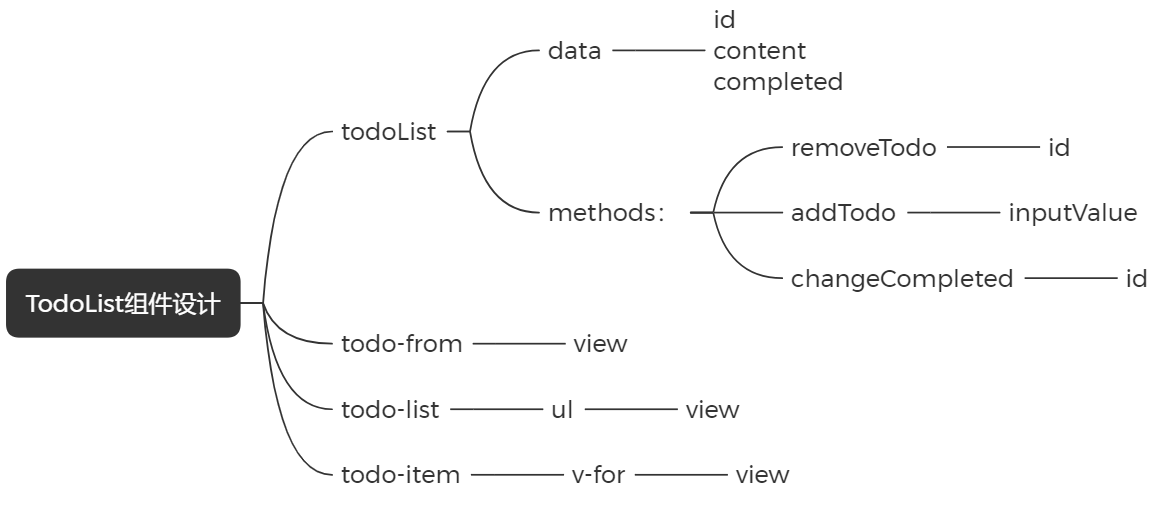 TodoList组件设计
todoList
data
id
content
completed
methods：
removeTodo
id
addTodo
inputValue
changeCompleted
id
todo-from
view
todo-list
ul
view
todo-item
v-for
view